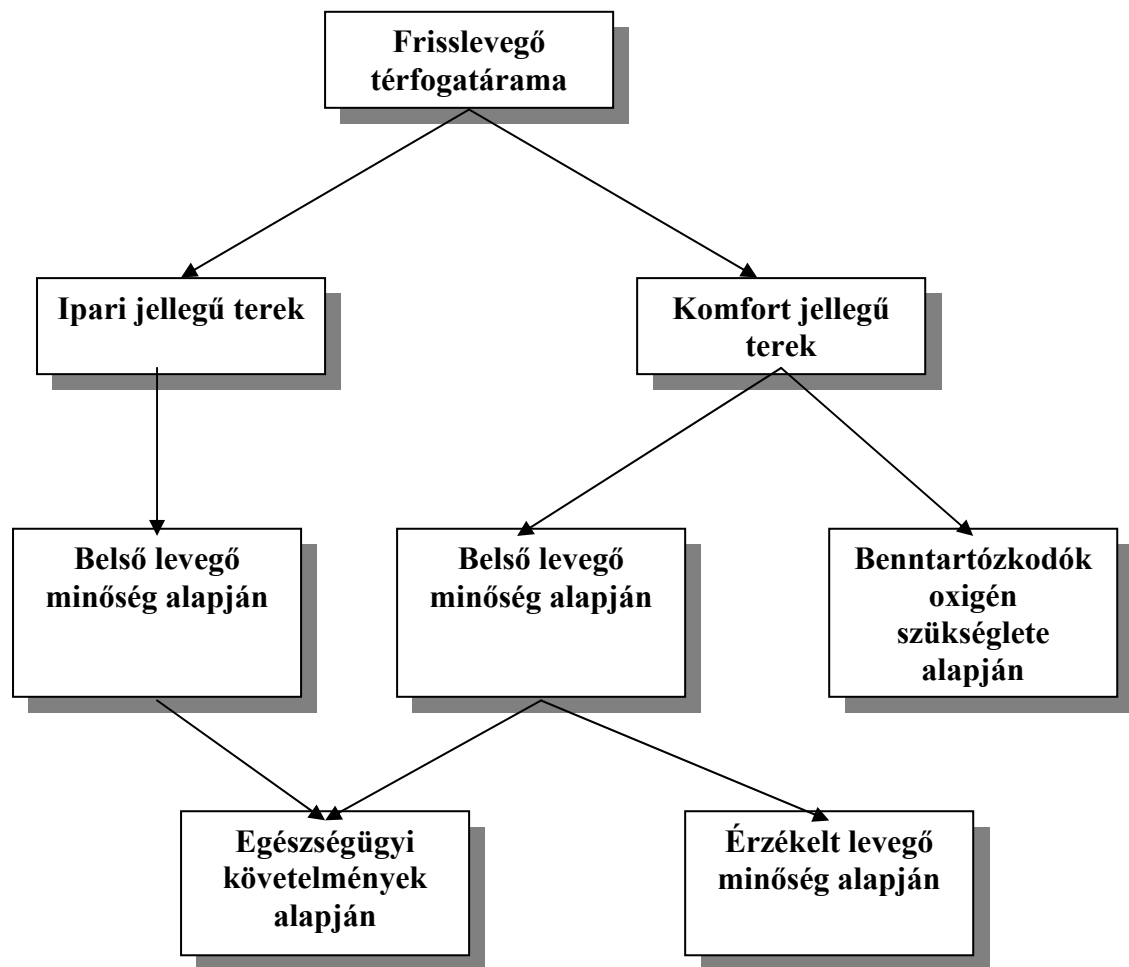 Frisslevegő
térfogatárama
Ipari jellegű terek
Komfort jellegű
terek
Belső levegő
minőség alapján
Belső levegő
minőség alapján
Benntartózkodók
oxigén
szükséglete
alapján
Egészségügyi
követelmények
alapján
Érzékelt levegő
minőség alapján